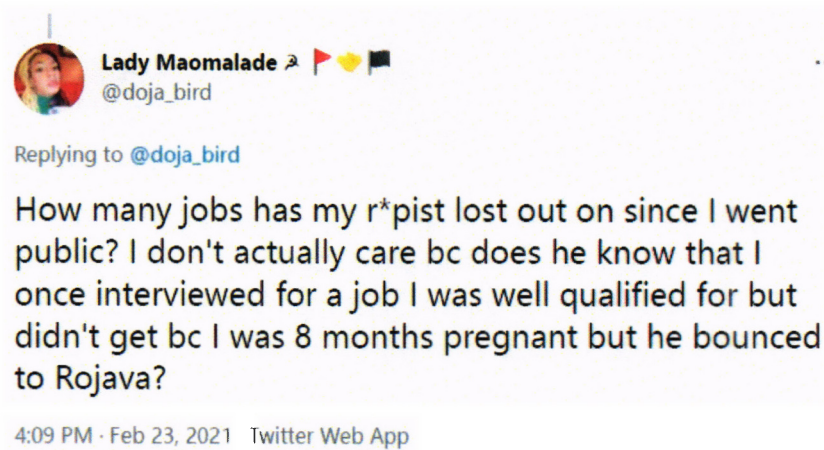 Lady Maomalade ☭ 🚩🤝🏴
@doja_bird
Replying to @doja_bird
How many jobs has my r*pist lost out on since I went
public? I don't actually care bc does he know that I
once interviewed for a job I was well qualified for but
didn't get bc I was 8 months pregnant but he bounced
to Rojava?
4:09 PM · Feb 23, 2021 Twitter Web App